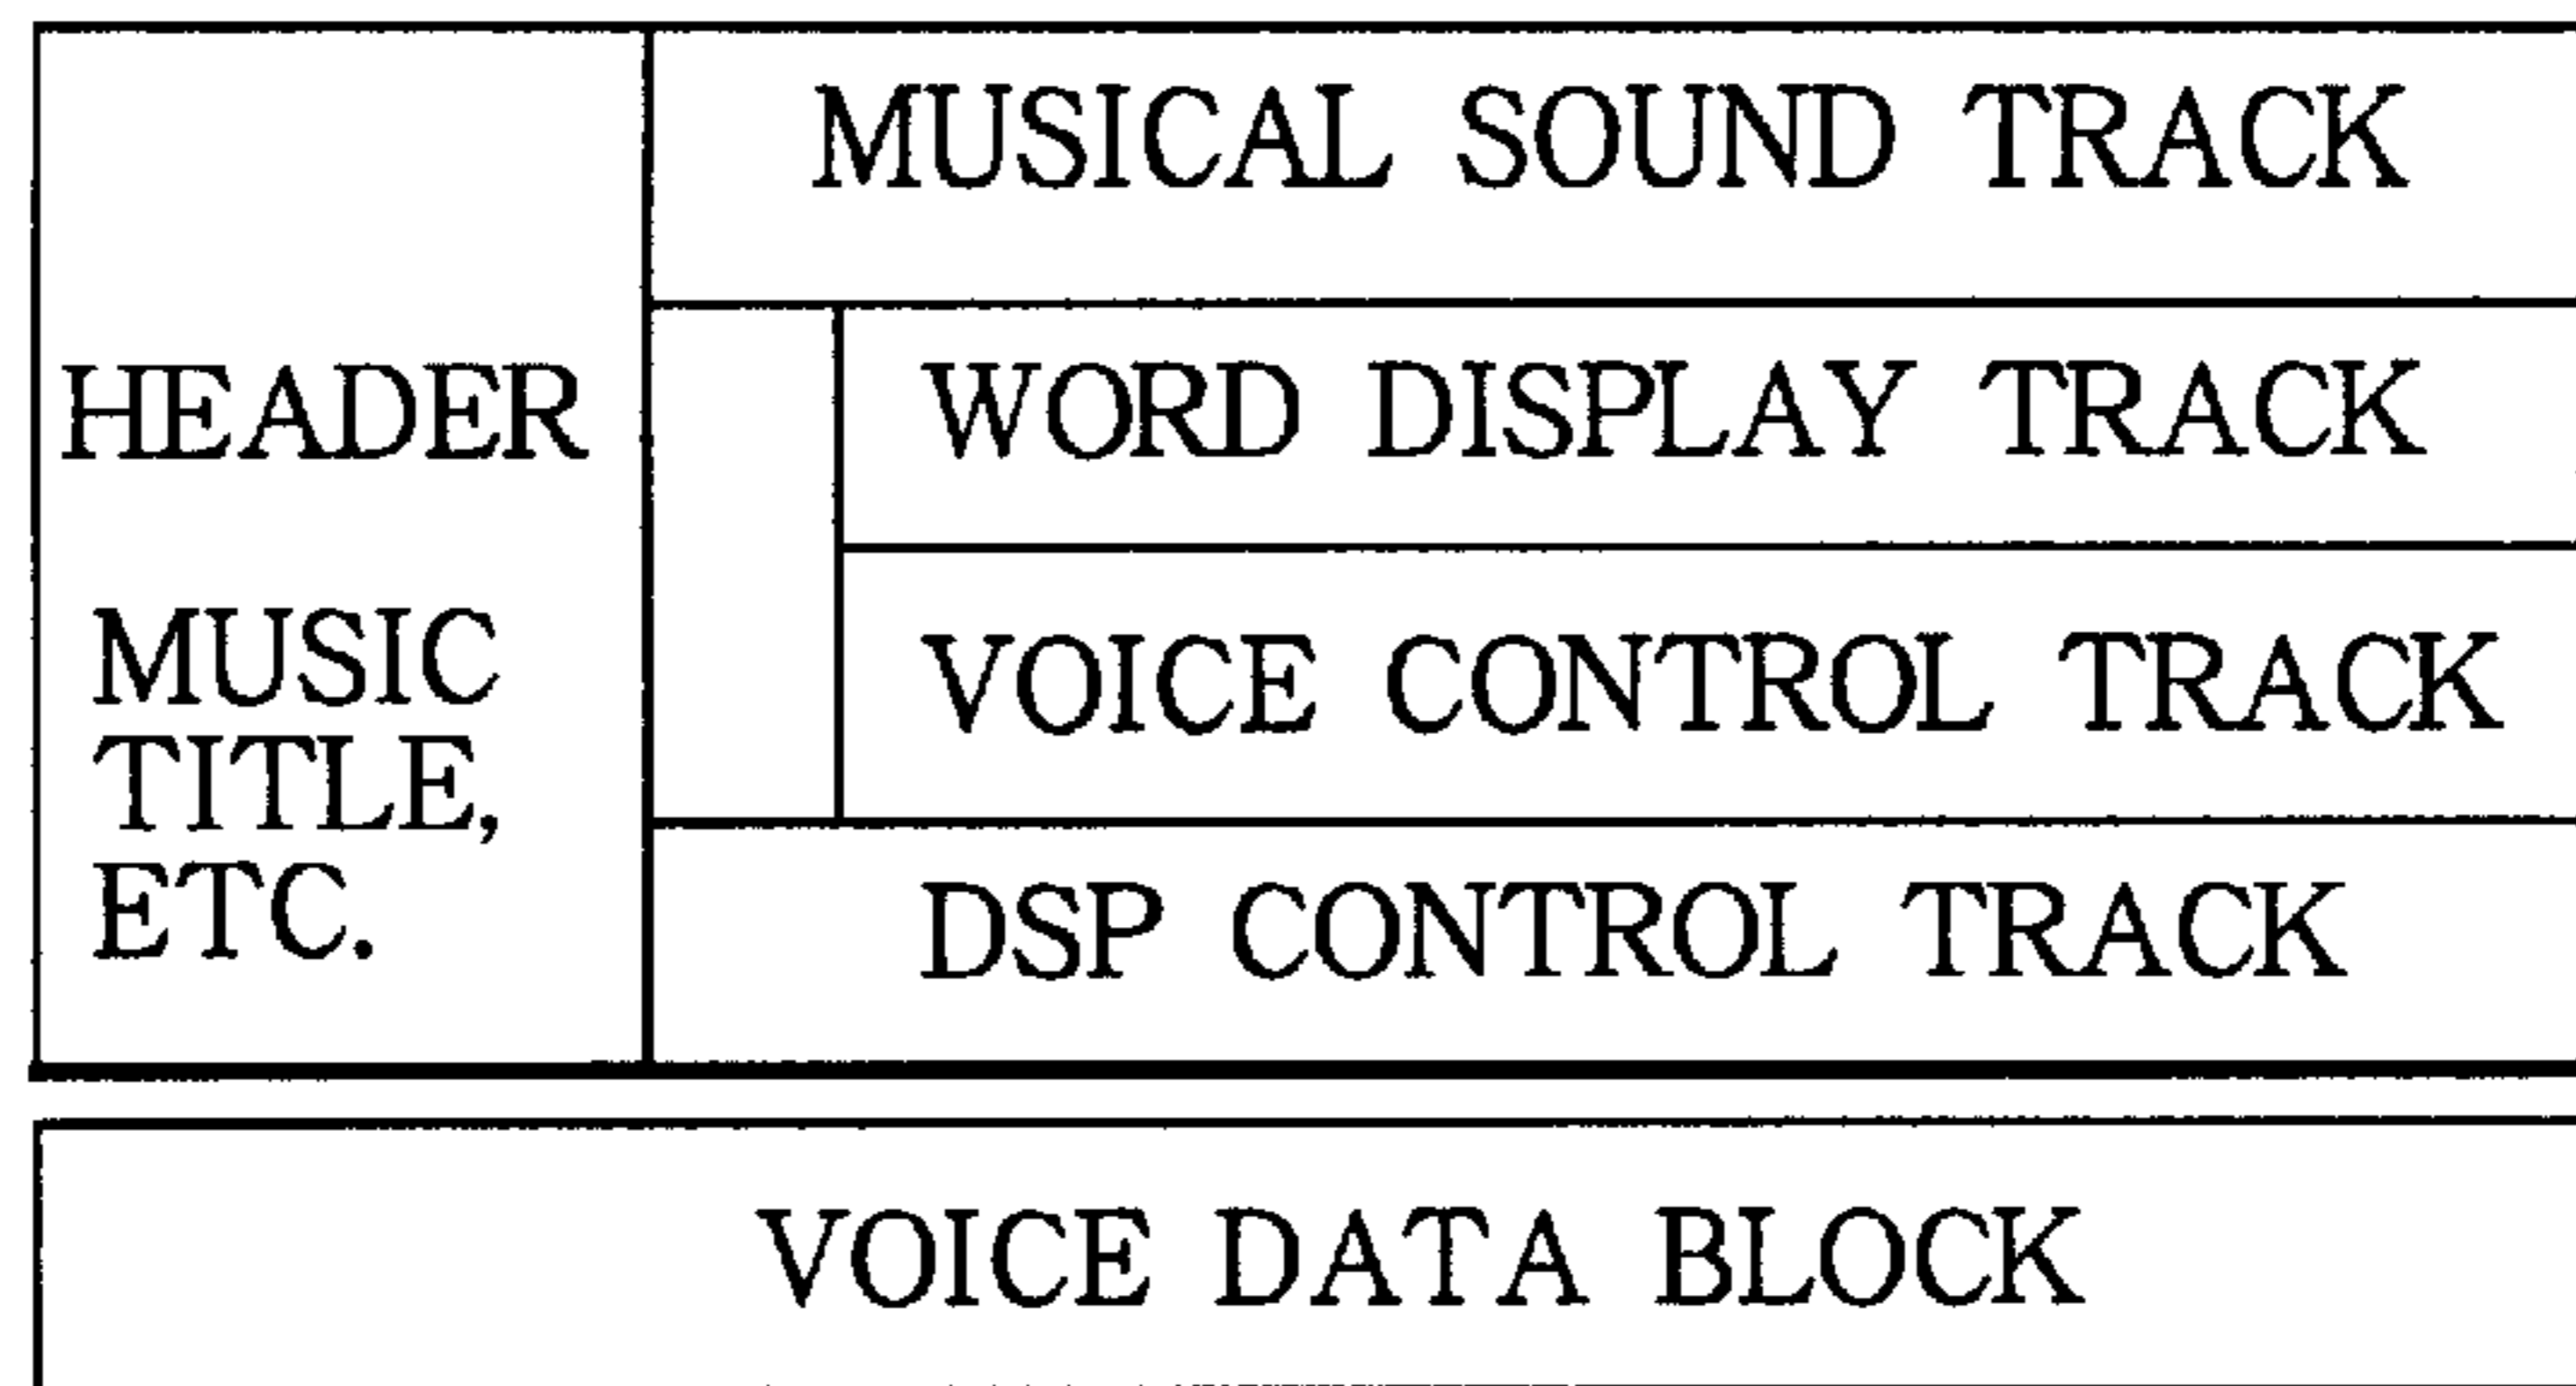 HEADER
MUSIC
TITLE,
ETC.
MUSICAL SOUND TRACK
WORD DISPLAY TRACK
VOICE CONTROL TRACK
DSP CONTROL TRACK
VOICE DATA BLOCK